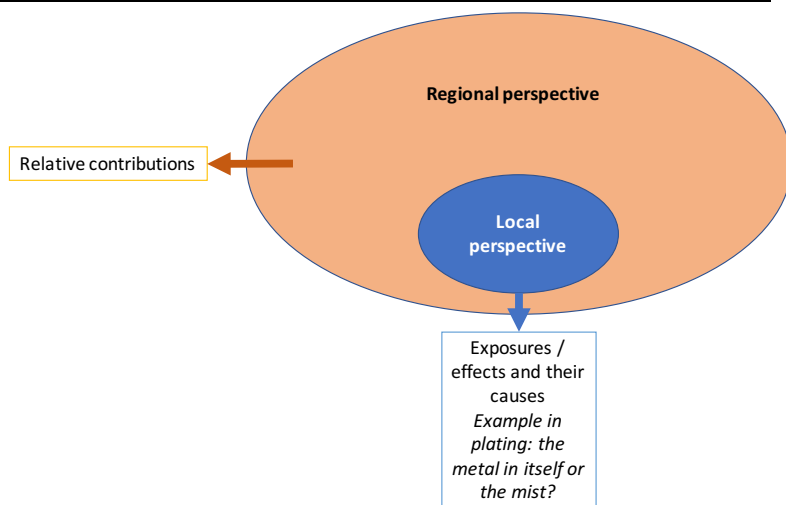 Regional perspective
Relative contributions
Local
perspective
Exposures /
effects and their
causes
Example in
plating: the
metal in itself or
the mist?